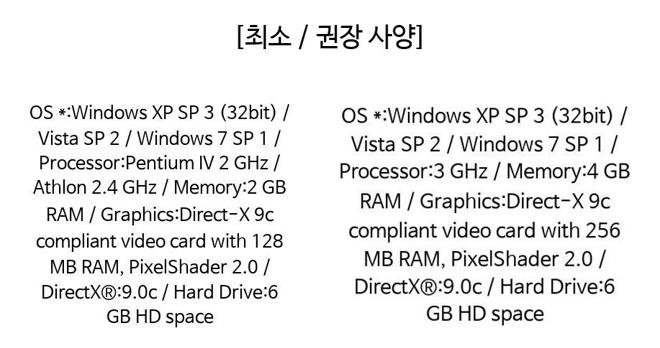 [최소 / 권장 사양]
OS *:Windows XP SP 3 (32bit) /
Vista SP 2 / Windows 7 SP 1 /
Processor:Pentium IV 2 GHz /
Athlon 2.4 GHz / Memory:2 GB
RAM / Graphics:Direct-X 9c
compliant video card with 128
MB RAM, PixelShader 2.0 /
DirectX®:9.0c / Hard Drive:6
GB HD space
OS *:Windows XP SP 3 (32bit) /
Vista SP 2 / Windows 7 SP 1 /
Processor:3 GHz / Memory:4 GB
RAM / Graphics:Direct-X 9c
compliant video card with 256
MB RAM, PixelShader 2.0 /
DirectX®:9.0c / Hard Drive:6
GB HD space